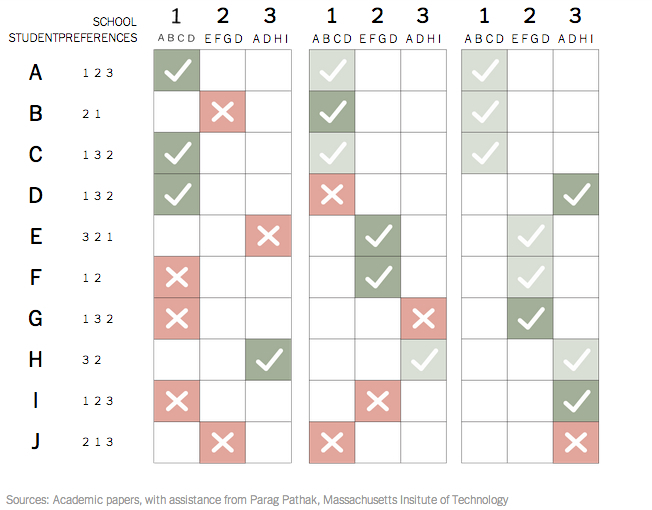 SCHOOL 1 2 3 1 2 3 1 2 3
STUDENT PREFERENCES A B C D E F G D A D H I A B C D E F G D A D H I A B C D E F G D A D H I
A 1 2 3
B 2 1
C 1 3 2
D 1 3 2
E 3 2 1
F 1 2
G 1 3 2
H 3 2
I 1 2 3
J 2 1 3
Sources: Academic papers, with assistance from Parag Pathak, Massachusetts Insitute of Technology